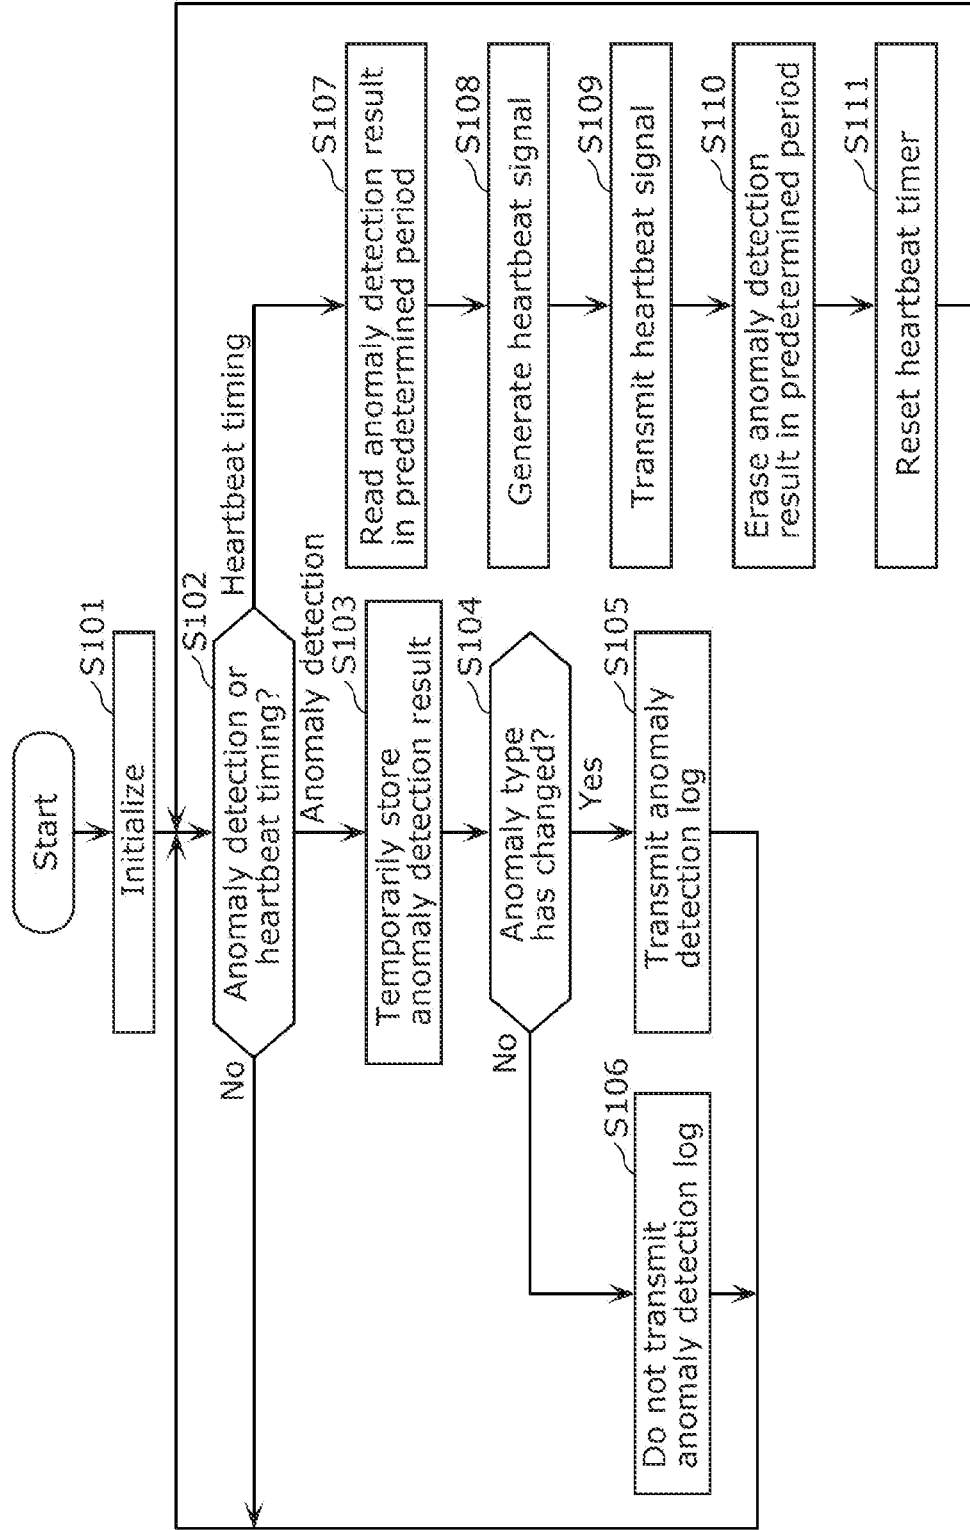 Start
S101
Initialize
S102
Anomaly detection or
heartbeat timing?
No
Heartbeat timing
Anomaly detection
S103
Temporarily store
anomaly detection result
S104
Anomaly type
has changed?
No
Yes
S105
Transmit anomaly
detection log
S106
Do not transmit
anomaly detection log
S107
Read anomaly detection result
in predetermined period
S108
Generate heartbeat signal
S109
Transmit heartbeat signal
S110
Erase anomaly detection
result in predetermined period
S111
Reset heartbeat timer